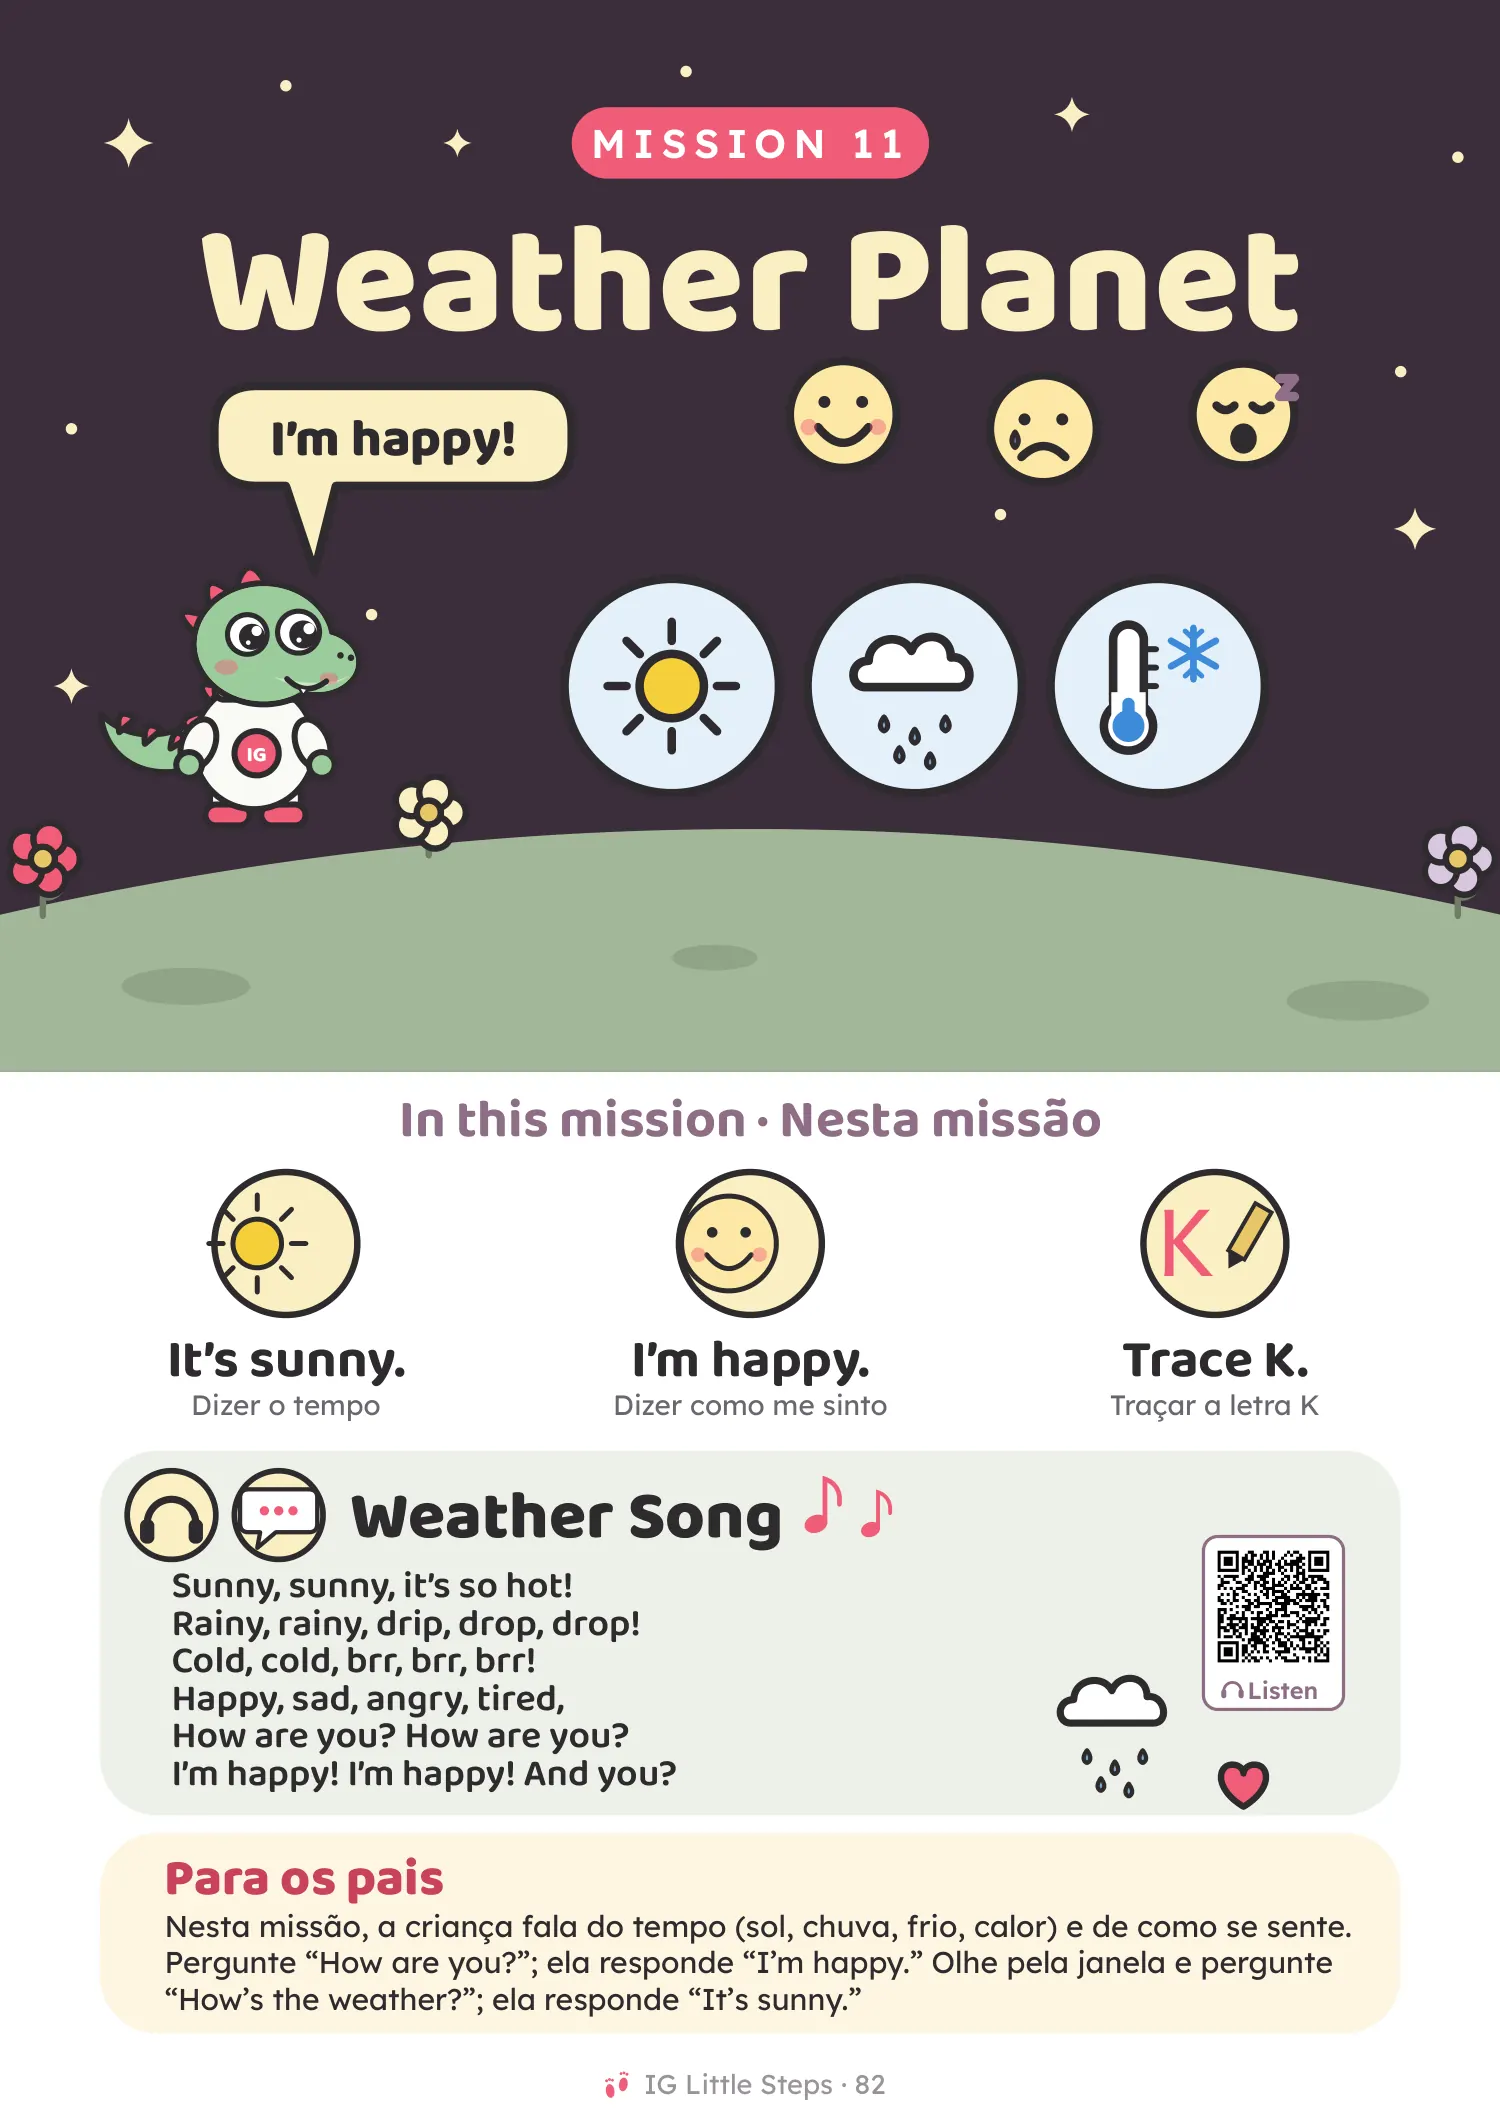 MISSION 11
Weather Planet
I'm happy!
z
IG
In this mission · Nesta missão
K
It's sunny.
Dizer o tempo
I'm happy.
Dizer como me sinto
Trace K.
Traçar a letra K
Weather Song
Sunny, sunny, it's so hot!
Rainy, rainy, drip, drop, drop!
Cold, cold, brr, brr, brr!
Happy, sad, angry, tired,
How are you? How are you?
I'm happy! I'm happy! And you?
Listen
Para os pais
Nesta missão, a criança fala do tempo (sol, chuva, frio, calor) e de como se sente.
Pergunte “How are you?”; ela responde “I’m happy.” Olhe pela janela e pergunte
“How’s the weather?”; ela responde “It’s sunny.”
IG Little Steps · 82